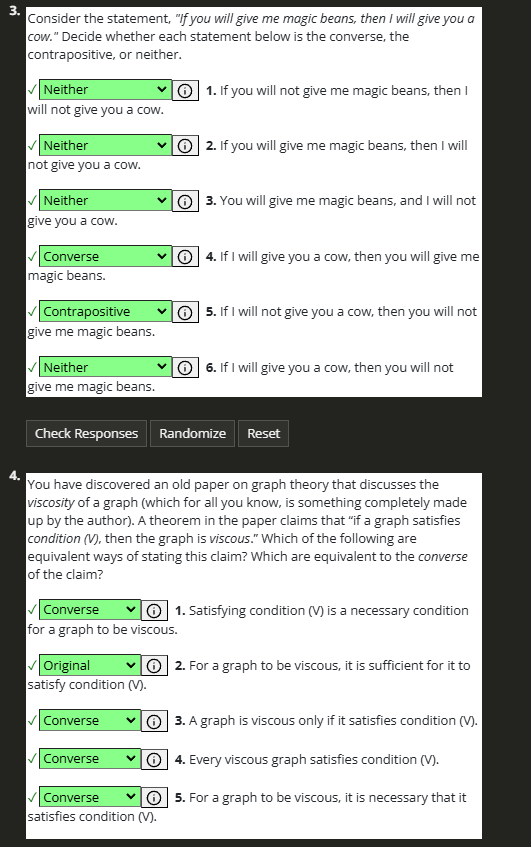 3.
Consider the statement, "If you will give me magic beans, then I will give you a
cow." Decide whether each statement below is the converse, the
contrapositive, or neither.
✓ Neither 1. If you will not give me magic beans, then I
will not give you a cow.
✓ Neither 2. If you will give me magic beans, then I will
not give you a cow.
✓ Neither 3. You will give me magic beans, and I will not
give you a cow.
✓ Converse 4. If I will give you a cow, then you will give me
magic beans.
✓ Contrapositive 5. If I will not give you a cow, then you will not
give me magic beans.
✓ Neither 6. If I will give you a cow, then you will not
give me magic beans.
Check Responses Randomize Reset
4.
You have discovered an old paper on graph theory that discusses the
viscosity of a graph (which for all you know, is something completely made
up by the author). A theorem in the paper claims that "if a graph satisfies
condition (V), then the graph is viscous." Which of the following are
equivalent ways of stating this claim? Which are equivalent to the converse
of the claim?
✓ Converse 1. Satisfying condition (V) is a necessary condition
for a graph to be viscous.
✓ Original 2. For a graph to be viscous, it is sufficient for it to
satisfy condition (V).
✓ Converse 3. A graph is viscous only if it satisfies condition (V).
✓ Converse 4. Every viscous graph satisfies condition (V).
✓ Converse 5. For a graph to be viscous, it is necessary that it
satisfies condition (V).